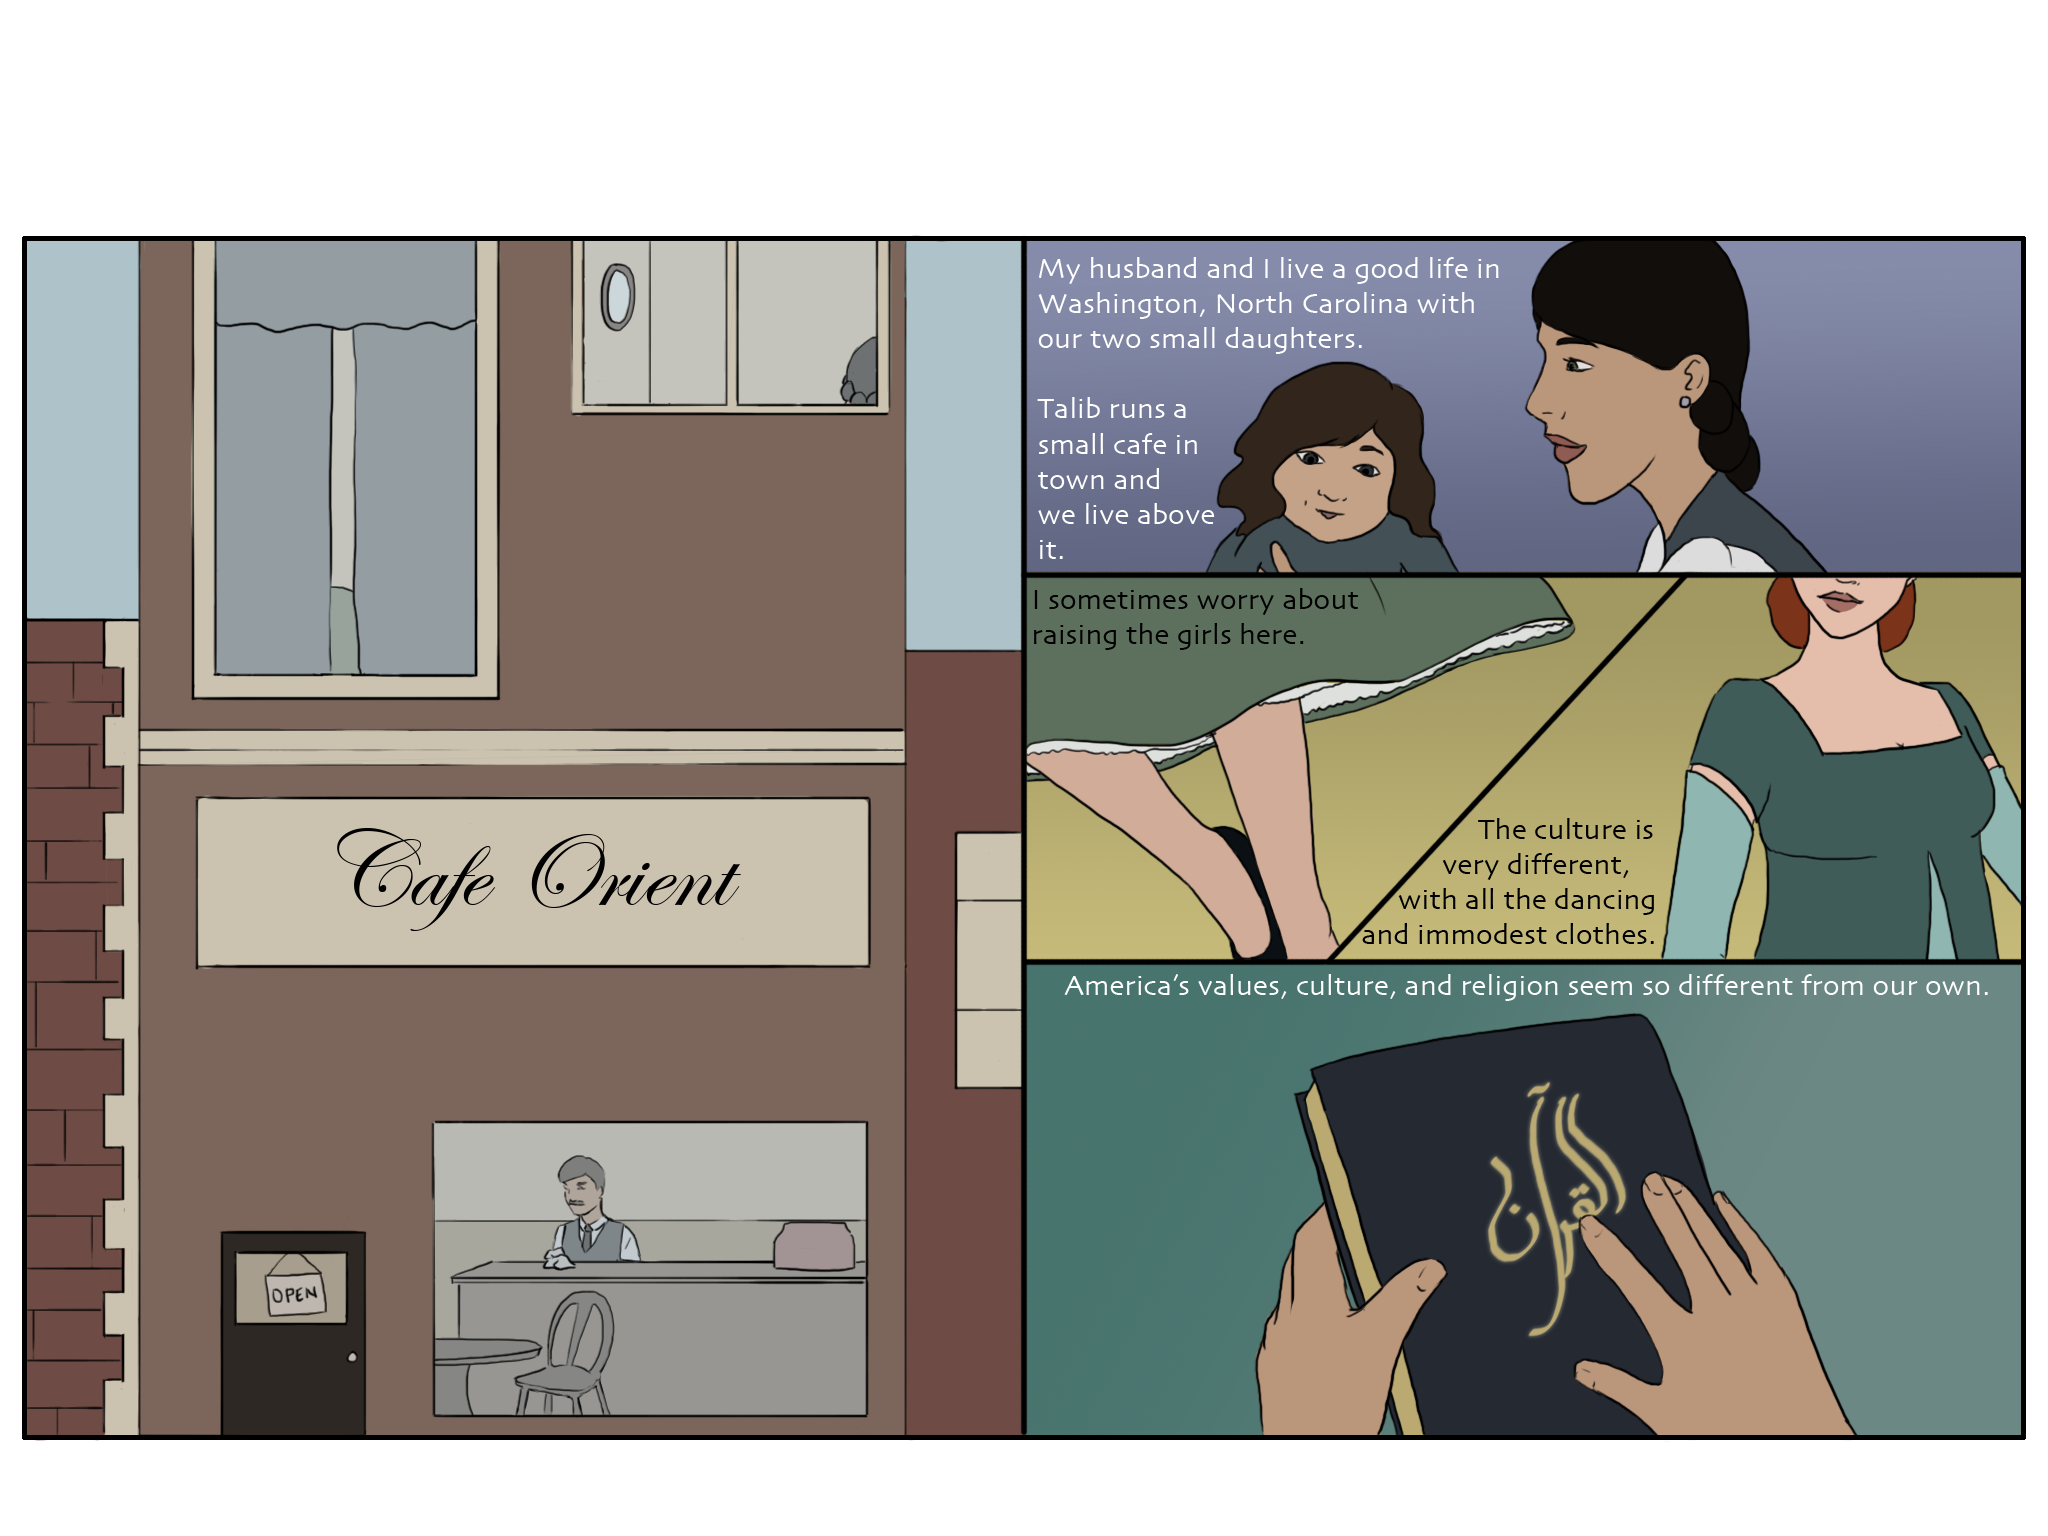 Cafe Orient
OPEN
My husband and I live a good life in
Washington, North Carolina with
our two small daughters.
Talib runs a
small cafe in
town and
we live above
it.
I sometimes worry about
raising the girls here.
The culture is
very different,
with all the dancing
and immodest clothes.
America's values, culture, and religion seem so different from our own.
القرآن